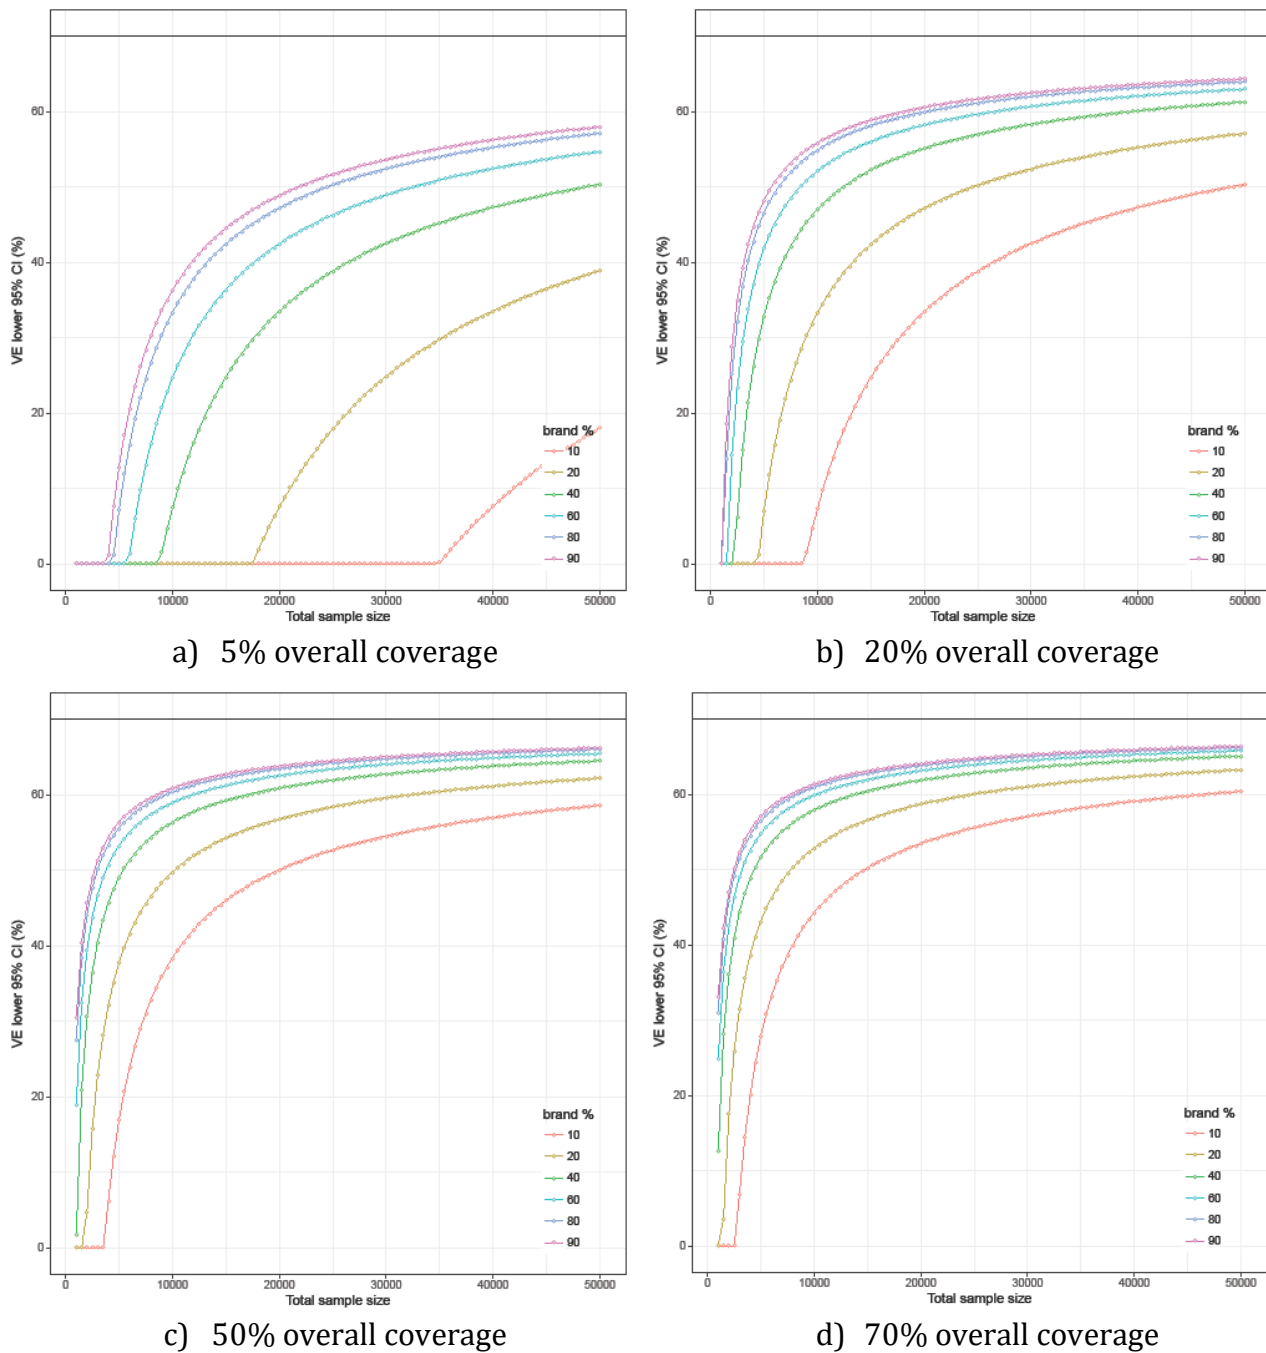 VE lower 95% CI (%)
60
40
20
0
brand %
10
20
40
60
80
90
0 10000 20000 30000 40000 50000
Total sample size
a) 5% overall coverage
VE lower 95% CI (%)
60
40
20
0
brand %
10
20
40
60
80
90
0 10000 20000 30000 40000 50000
Total sample size
b) 20% overall coverage
VE lower 95% CI (%)
60
40
20
0
brand %
10
20
40
60
80
90
0 10000 20000 30000 40000 50000
Total sample size
c) 50% overall coverage
VE lower 95% CI (%)
60
40
20
0
brand %
10
20
40
60
80
90
0 10000 20000 30000 40000 50000
Total sample size
d) 70% overall coverage